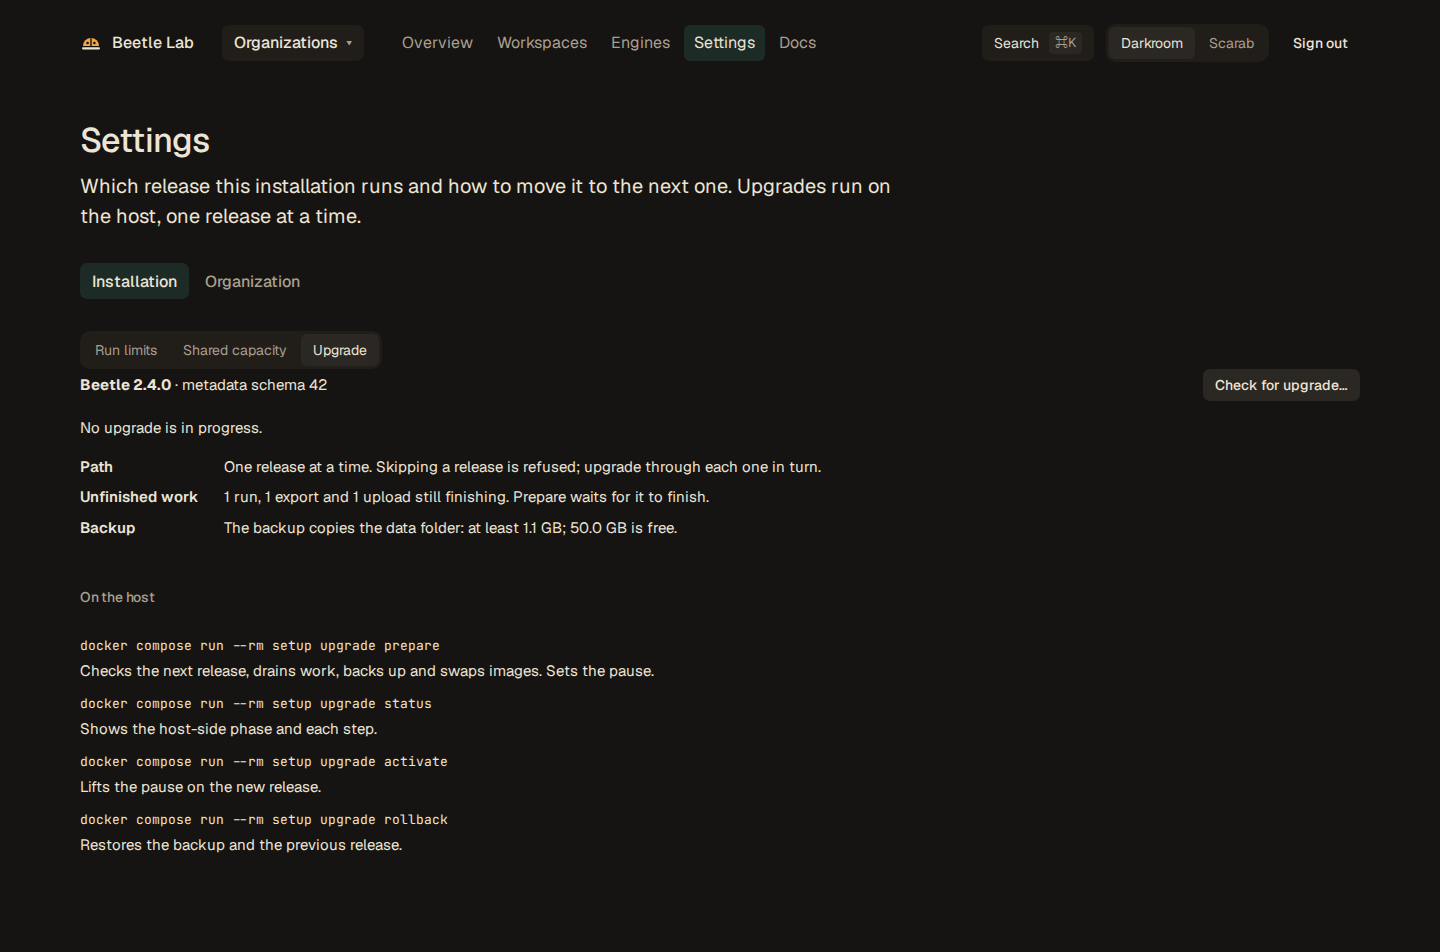 Beetle Lab
Organizations
Overview
Workspaces
Engines
Settings
Docs
Search ⌘K
Darkroom
Scarab
Sign out
Settings
Which release this installation runs and how to move it to the next one. Upgrades run on
the host, one release at a time.
Installation
Organization
Run limits
Shared capacity
Upgrade
Beetle 2.4.0 · metadata schema 42
Check for upgrade…
No upgrade is in progress.
Path One release at a time. Skipping a release is refused; upgrade through each one in turn.
Unfinished work 1 run, 1 export and 1 upload still finishing. Prepare waits for it to finish.
Backup The backup copies the data folder: at least 1.1 GB; 50.0 GB is free.
On the host
docker compose run --rm setup upgrade prepare
Checks the next release, drains work, backs up and swaps images. Sets the pause.
docker compose run --rm setup upgrade status
Shows the host-side phase and each step.
docker compose run --rm setup upgrade activate
Lifts the pause on the new release.
docker compose run --rm setup upgrade rollback
Restores the backup and the previous release.